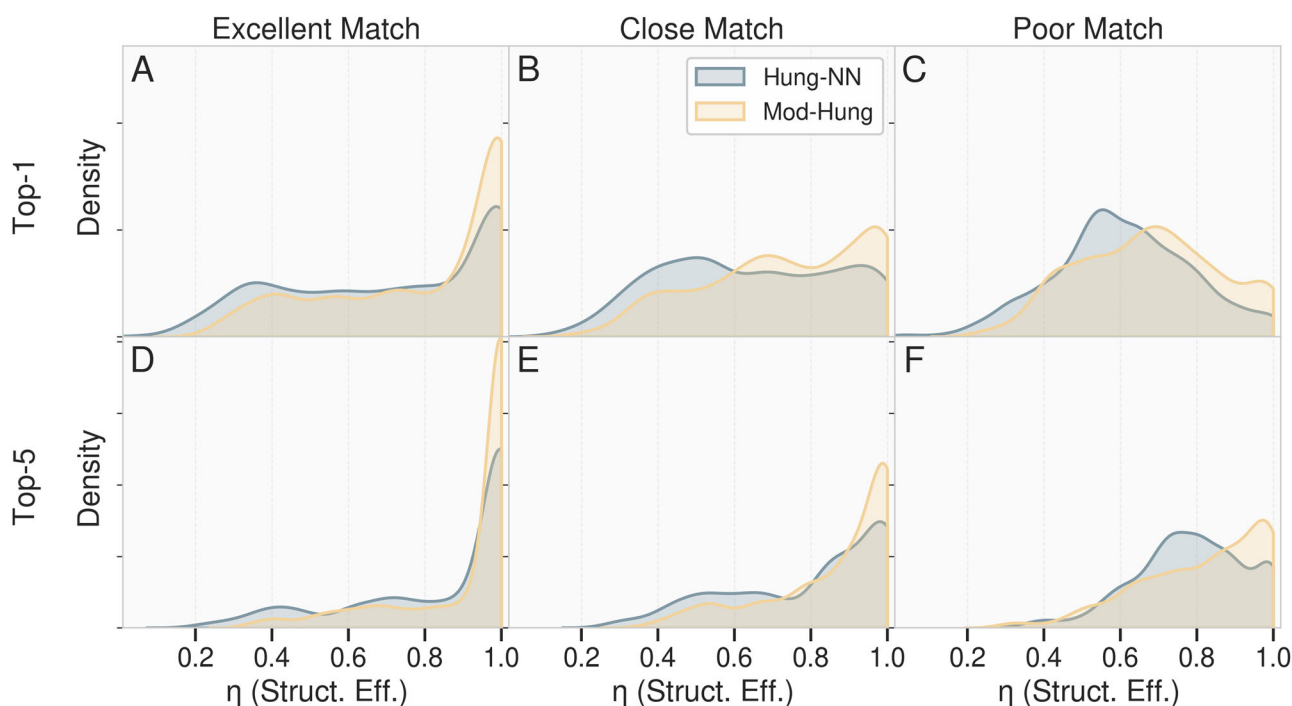 Excellent Match
Close Match
Poor Match
Top-1
Density
A
B
C
Hung-NN
Mod-Hung
Top-5
Density
D
E
F
0.2 0.4 0.6 0.8 1.0
0.2 0.4 0.6 0.8 1.0
0.2 0.4 0.6 0.8 1.0
η (Struct. Eff.)
η (Struct. Eff.)
η (Struct. Eff.)